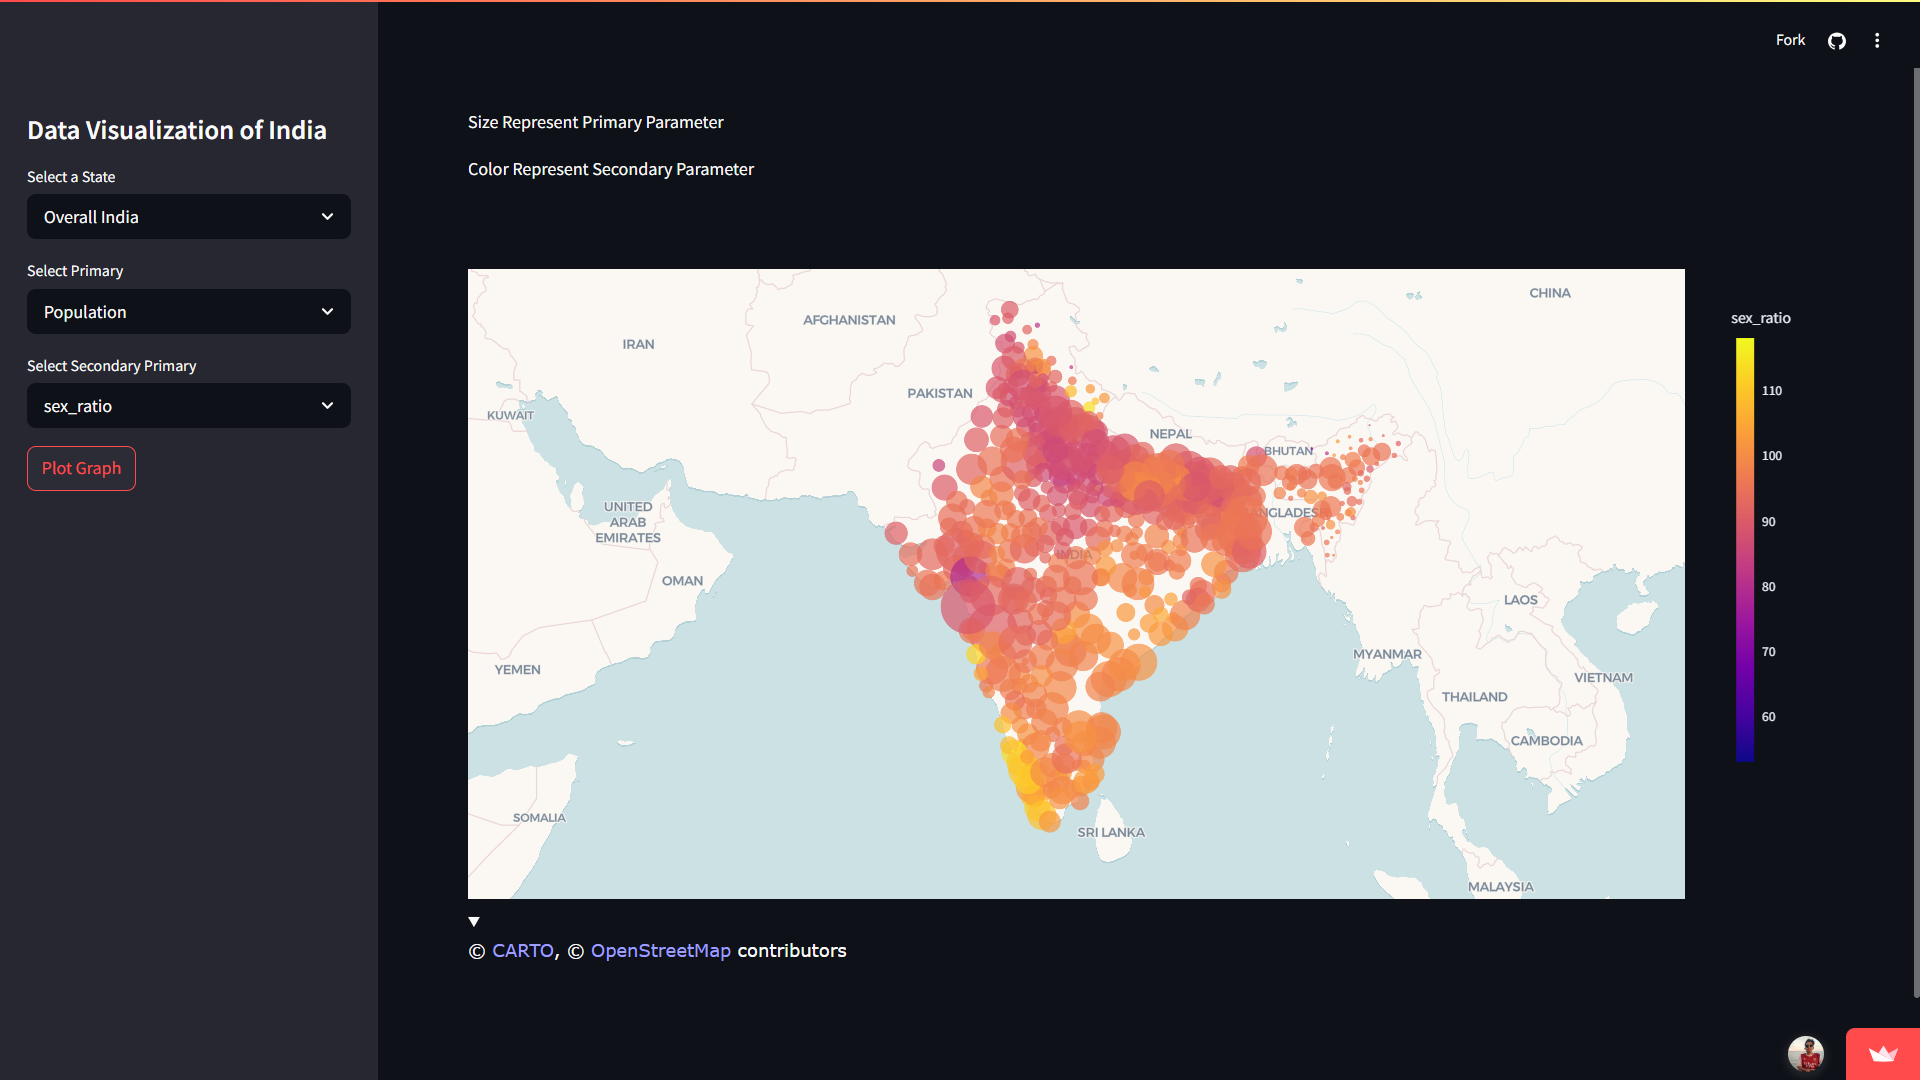 Fork
Data Visualization of India
Select a State
Overall India
Select Primary
Population
Select Secondary Primary
sex_ratio
Plot Graph
Size Represent Primary Parameter
Color Represent Secondary Parameter
CHINA
AFGHANISTAN
IRAN
PAKISTAN
KUWAIT
NEPAL
BHUTAN
UNITED
ARAB
EMIRATES
NGLADES
INDIA
OMAN
LAOS
MYANMAR
YEMEN
VIETNAM
THAILAND
CAMBODIA
SOMALIA
SRI LANKA
MALAYSIA
sex_ratio
110
100
90
80
70
60
© CARTO, © OpenStreetMap contributors